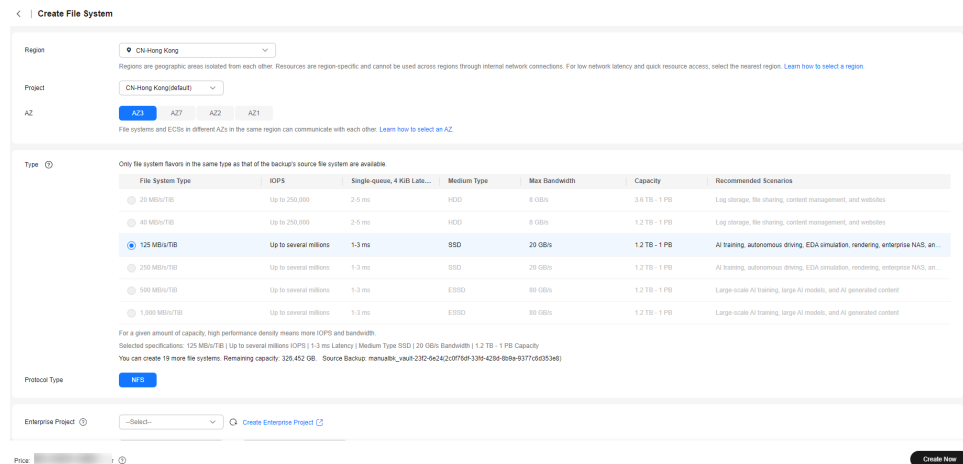 Create File System
Region CN-Hong Kong
Regions are geographic areas isolated from each other. Resources are region-specific and cannot be used across regions through internal network connections. For low network latency and quick resource access, select the nearest region. Learn how to select a region.
Project CN-Hong Kong(default)
AZ AZ3 AZ7 AZ2 AZ1
File systems and ECSs in different AZs in the same region can communicate with each other. Learn how to select an AZ
Type Only file system flavors in the same type as that of the backup's source file system are available.
File System Type IOPS Single-queue, 4 KiB Late... Medium Type Max Bandwidth Capacity Recommended Scenarios
20 MB/s/TiB Up to 250,000 2-5 ms HDD 8 GB/s 3.6 TB - 1 PB Log storage, file sharing, content management, and websites
40 MB/s/TiB Up to 250,000 2-5 ms HDD 8 GB/s 1.2 TB - 1 PB Log storage, file sharing, content management, and websites
125 MB/s/TiB Up to several millions 1-3 ms SSD 20 GB/s 1.2 TB - 1 PB AI training, autonomous driving, EDA simulation, rendering, enterprise NAS, an...
250 MB/s/TiB Up to several millions 1-3 ms SSD 20 GB/s 1.2 TB - 1 PB AI training, autonomous driving, EDA simulation, rendering, enterprise NAS, an...
500 MB/s/TiB Up to several millions 1-3 ms ESSD 80 GB/s 1.2 TB - 1 PB Large-scale AI training, large AI models, and AI generated content
1,000 MB/s/TiB Up to several millions 1-3 ms ESSD 80 GB/s 1.2 TB - 1 PB Large-scale AI training, large AI models, and AI generated content
For a given amount of capacity, high performance density means more IOPS and bandwidth.
Selected specifications: 125 MB/s/TiB | Up to several millions IOPS | 1-3 ms Latency | Medium Type SSD | 20 GB/s Bandwidth | 1.2 TB - 1 PB Capacity
You can create 19 more file systems. Remaining capacity: 326,452 GB. Source Backup: manualbk_vault-23f2-6e24(2c0f76df-33fd-428d-8b9a-9377c6d353e8)
Protocol Type NFS
Enterprise Project --Select-- Create Enterprise Project
Price: Create Now